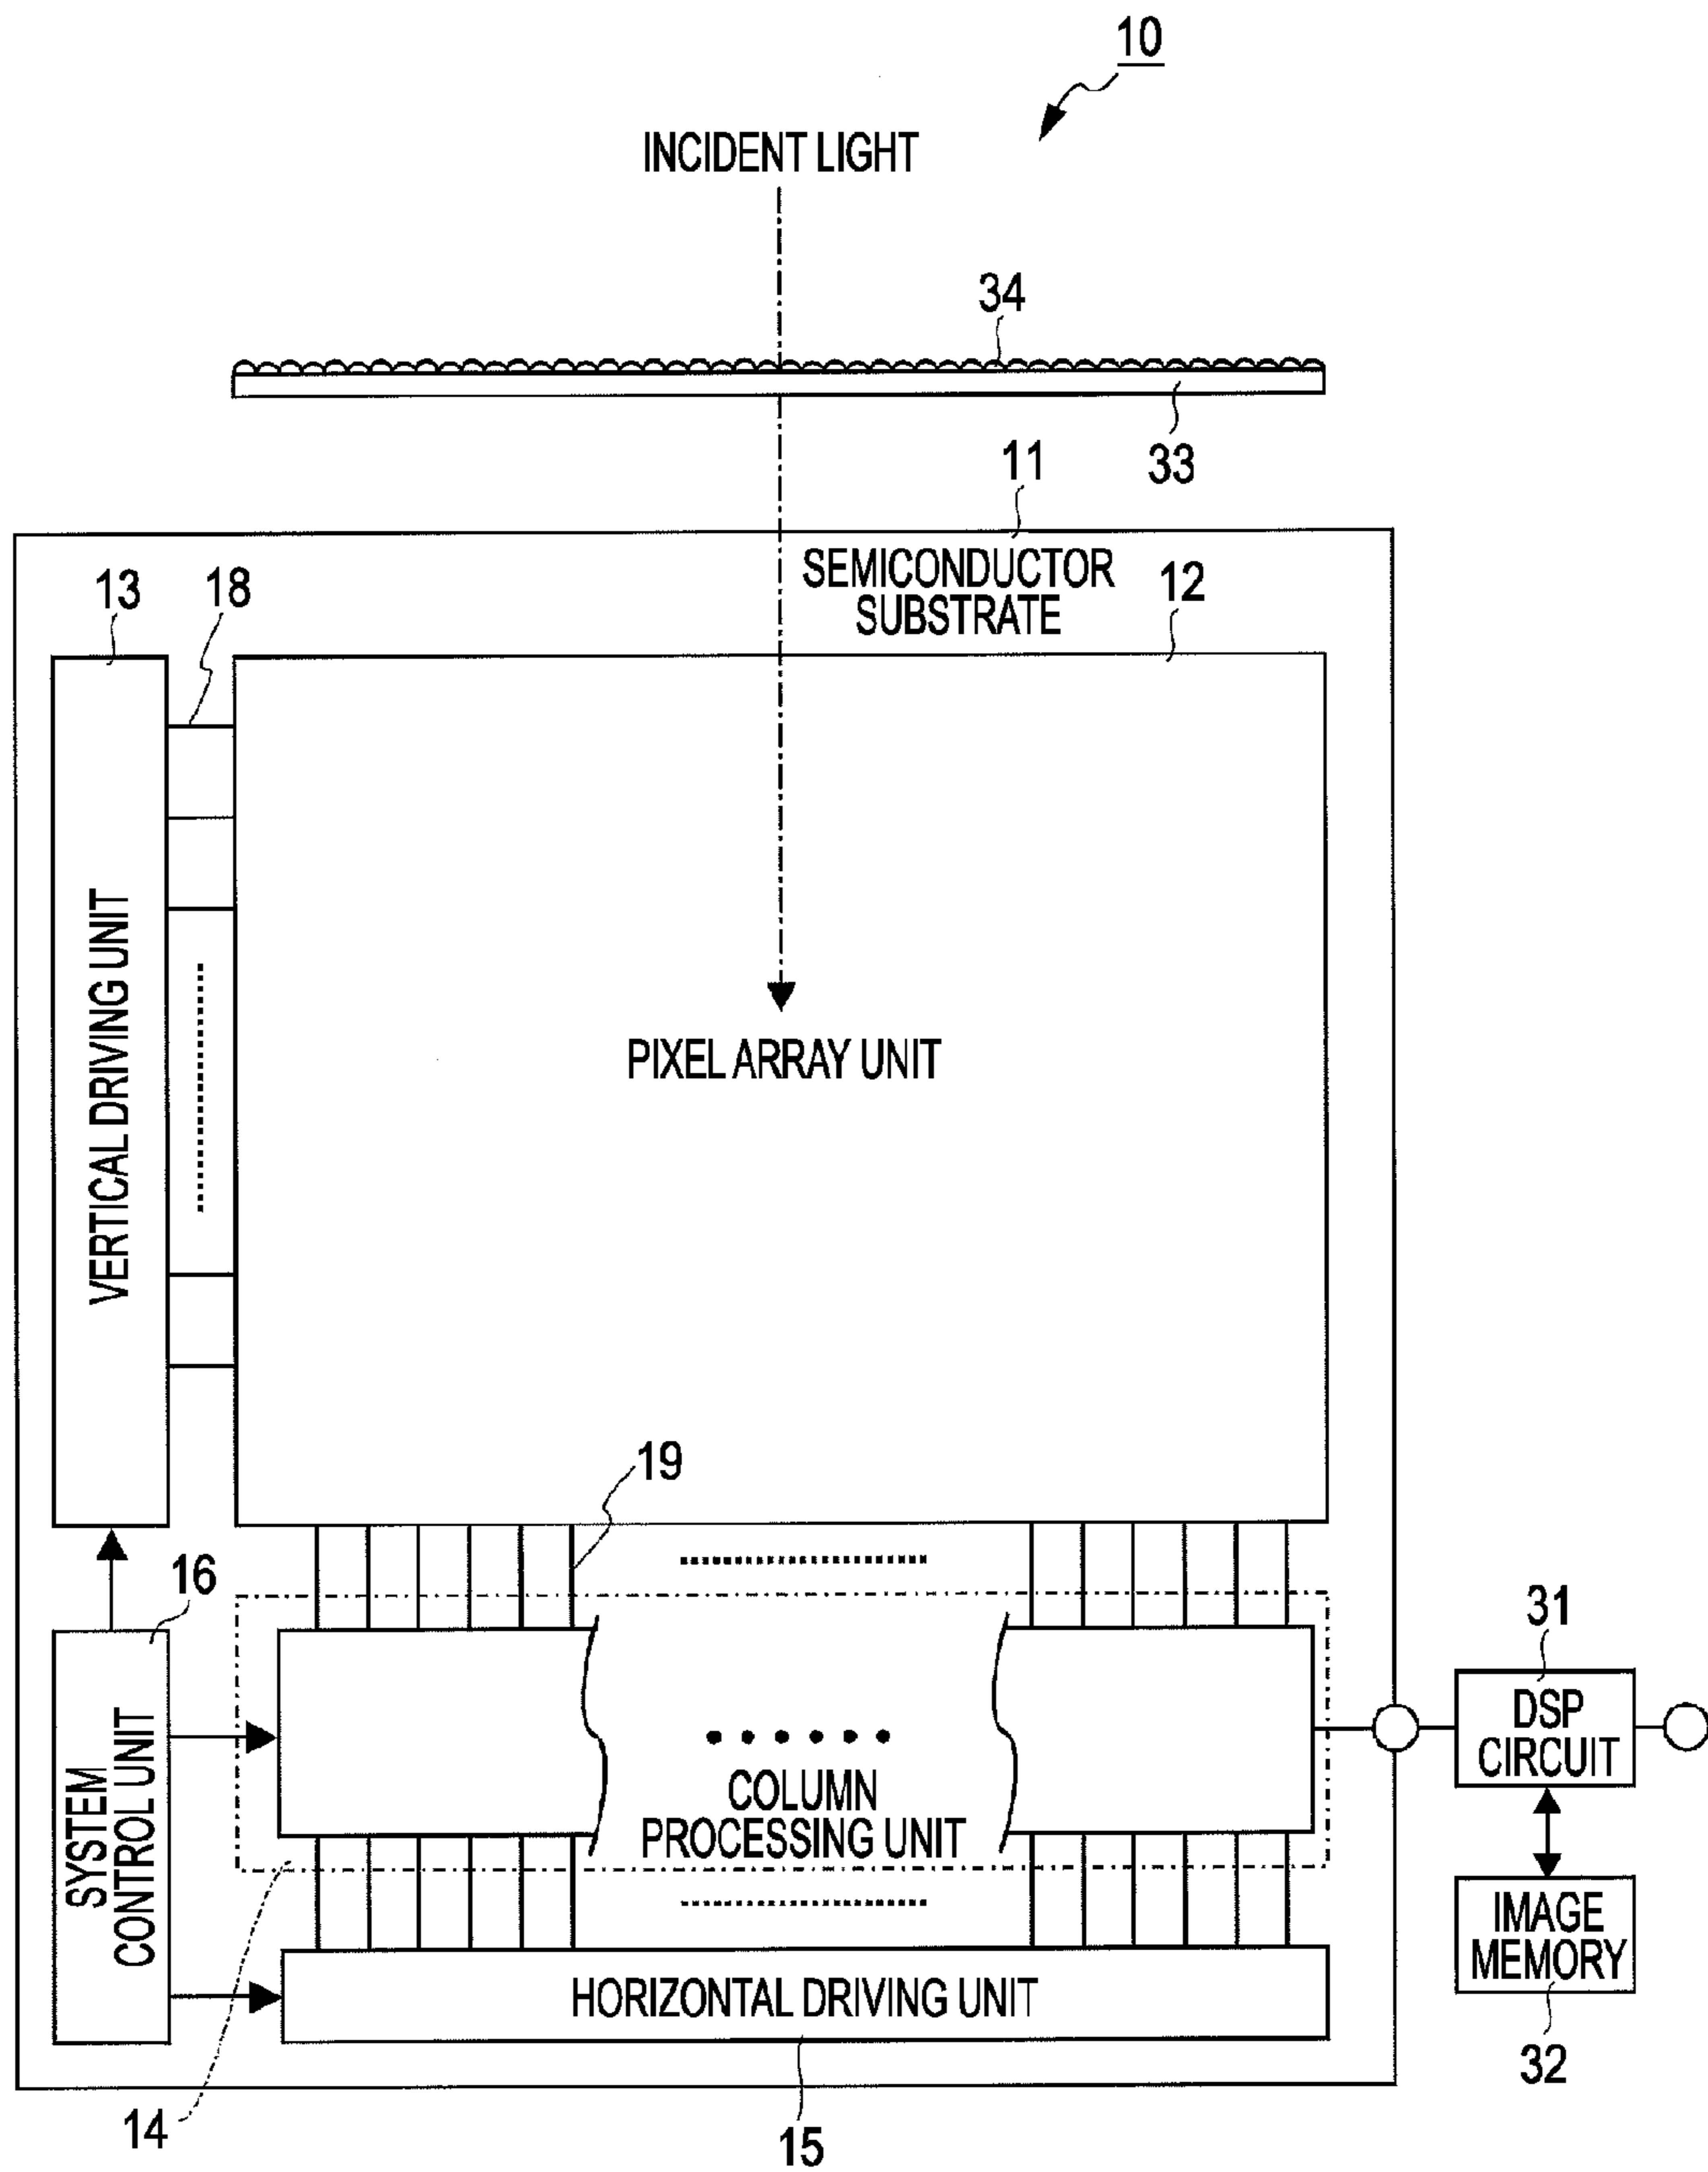 10
INCIDENT LIGHT
34
33
11
SEMICONDUCTOR
SUBSTRATE
12
13
18
VERTICAL DRIVING UNIT
PIXEL ARRAY UNIT
19
16
SYSTEM
CONTROL UNIT
COLUMN
PROCESSING UNIT
31
DSP
CIRCUIT
IMAGE
MEMORY
32
HORIZONTAL DRIVING UNIT
14
15